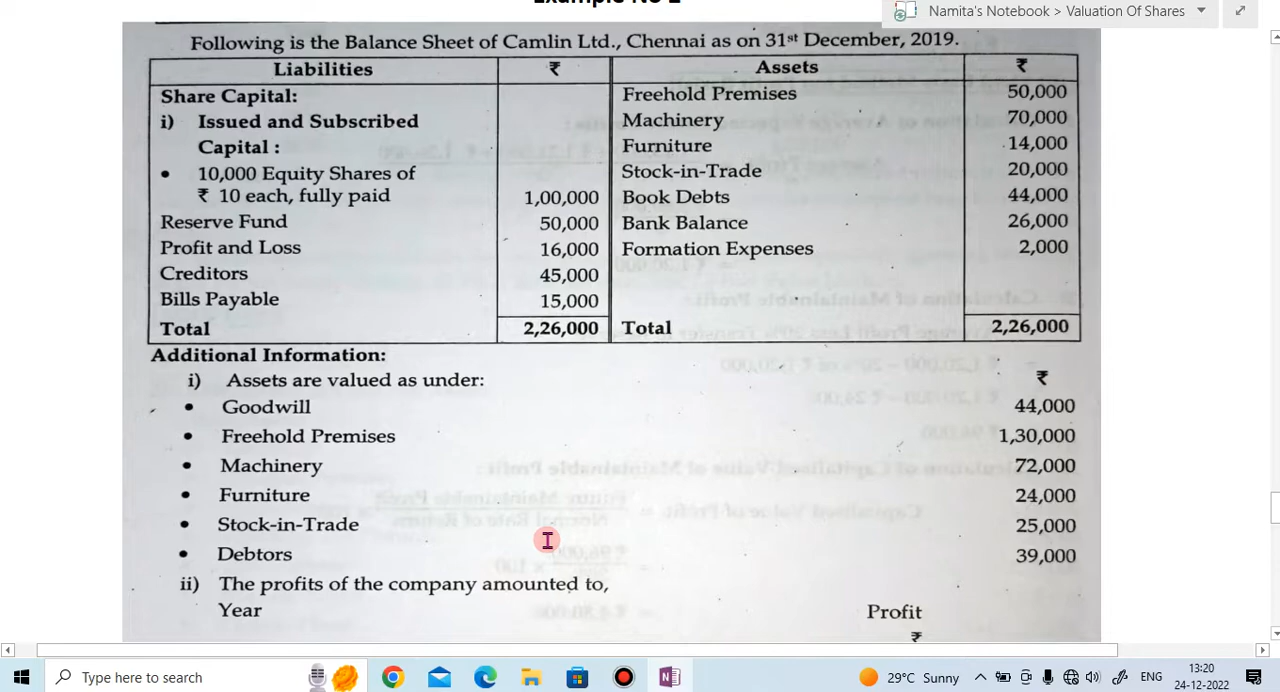 Namita's Notebook > Valuation Of Shares
Following is the Balance Sheet of Camlin Ltd., Chennai as on 31st December, 2019.
Liabilities ₹ Assets ₹
Share Capital: Freehold Premises 50,000
i) Issued and Subscribed Machinery 70,000
Capital : Furniture 14,000
• 10,000 Equity Shares of Stock-in-Trade 20,000
₹ 10 each, fully paid 1,00,000 Book Debts 44,000
Reserve Fund 50,000 Bank Balance 26,000
Profit and Loss 16,000 Formation Expenses 2,000
Creditors 45,000
Bills Payable 15,000
Total 2,26,000 Total 2,26,000
Additional Information:
i) Assets are valued as under: ₹
• Goodwill 44,000
• Freehold Premises 1,30,000
• Machinery 72,000
• Furniture 24,000
• Stock-in-Trade 25,000
• Debtors 39,000
ii) The profits of the company amounted to,
Year Profit
₹
Type here to search
29°C Sunny
ENG
13:20
24-12-2022